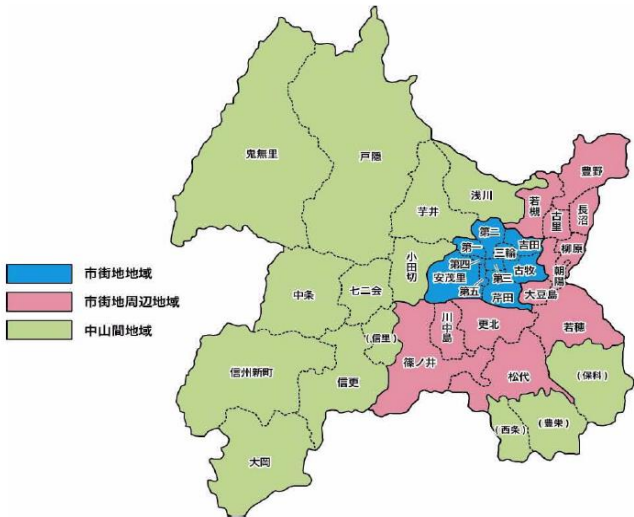 豊野
鬼無里
戸隠
浅川
若槻
古里
長沼
芋井
第二
柳原
第一
三輪
吉田
小田切
朝陽
第四
古牧
安茂里
第三
大豆島
第五
芹田
市街地地域
市街地周辺地域
中山間地域
中条
七二会
(信里)
川中島
更北
若穂
信州新町
信更
篠ノ井
松代
(保科)
(西条)
(豊栄)
大岡